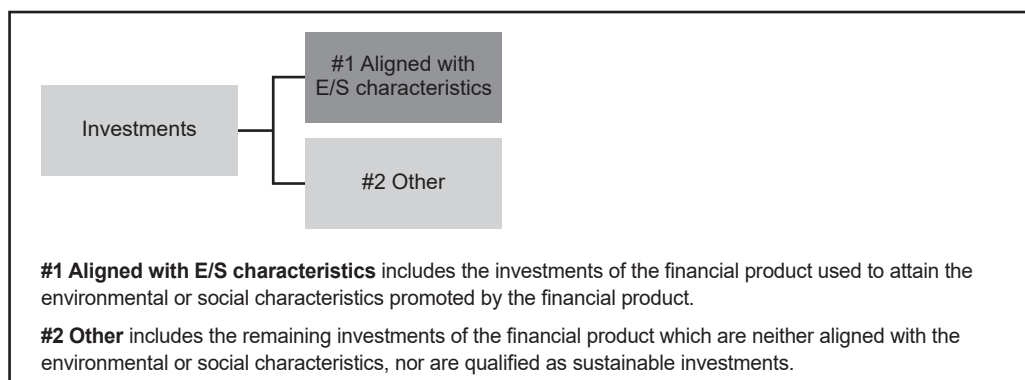 #1 Aligned with
E/S characteristics
Investments
#2 Other
#1 Aligned with E/S characteristics includes the investments of the financial product used to attain the
environmental or social characteristics promoted by the financial product.
#2 Other includes the remaining investments of the financial product which are neither aligned with the
environmental or social characteristics, nor are qualified as sustainable investments.